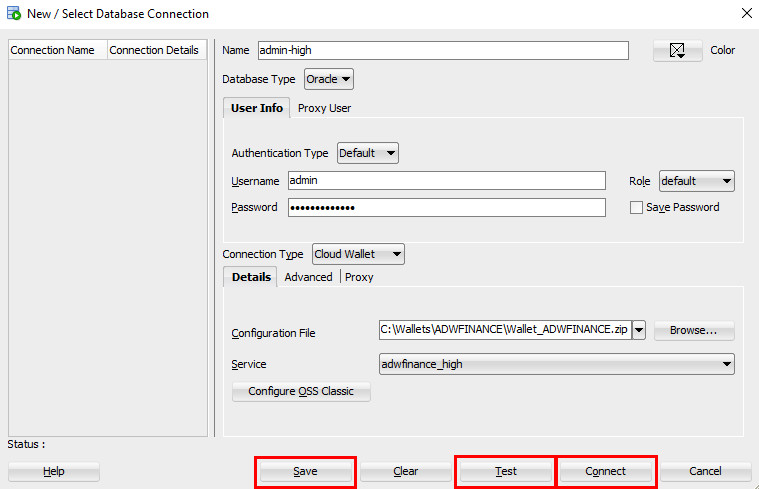 New / Select Database Connection
Connection Name Connection Details
Name admin-high Color
Database Type Oracle
User Info Proxy User
Authentication Type Default
Username admin Role default
Password ••••••••••••• Save Password
Connection Type Cloud Wallet
Details Advanced Proxy
Configuration File C:\Wallets\ADWFINANCE\Wallet_ADWFINANCE.zip Browse...
Service adwfinance_high
Configure OSS Classic
Status :
Help Save Clear Test Connect Cancel